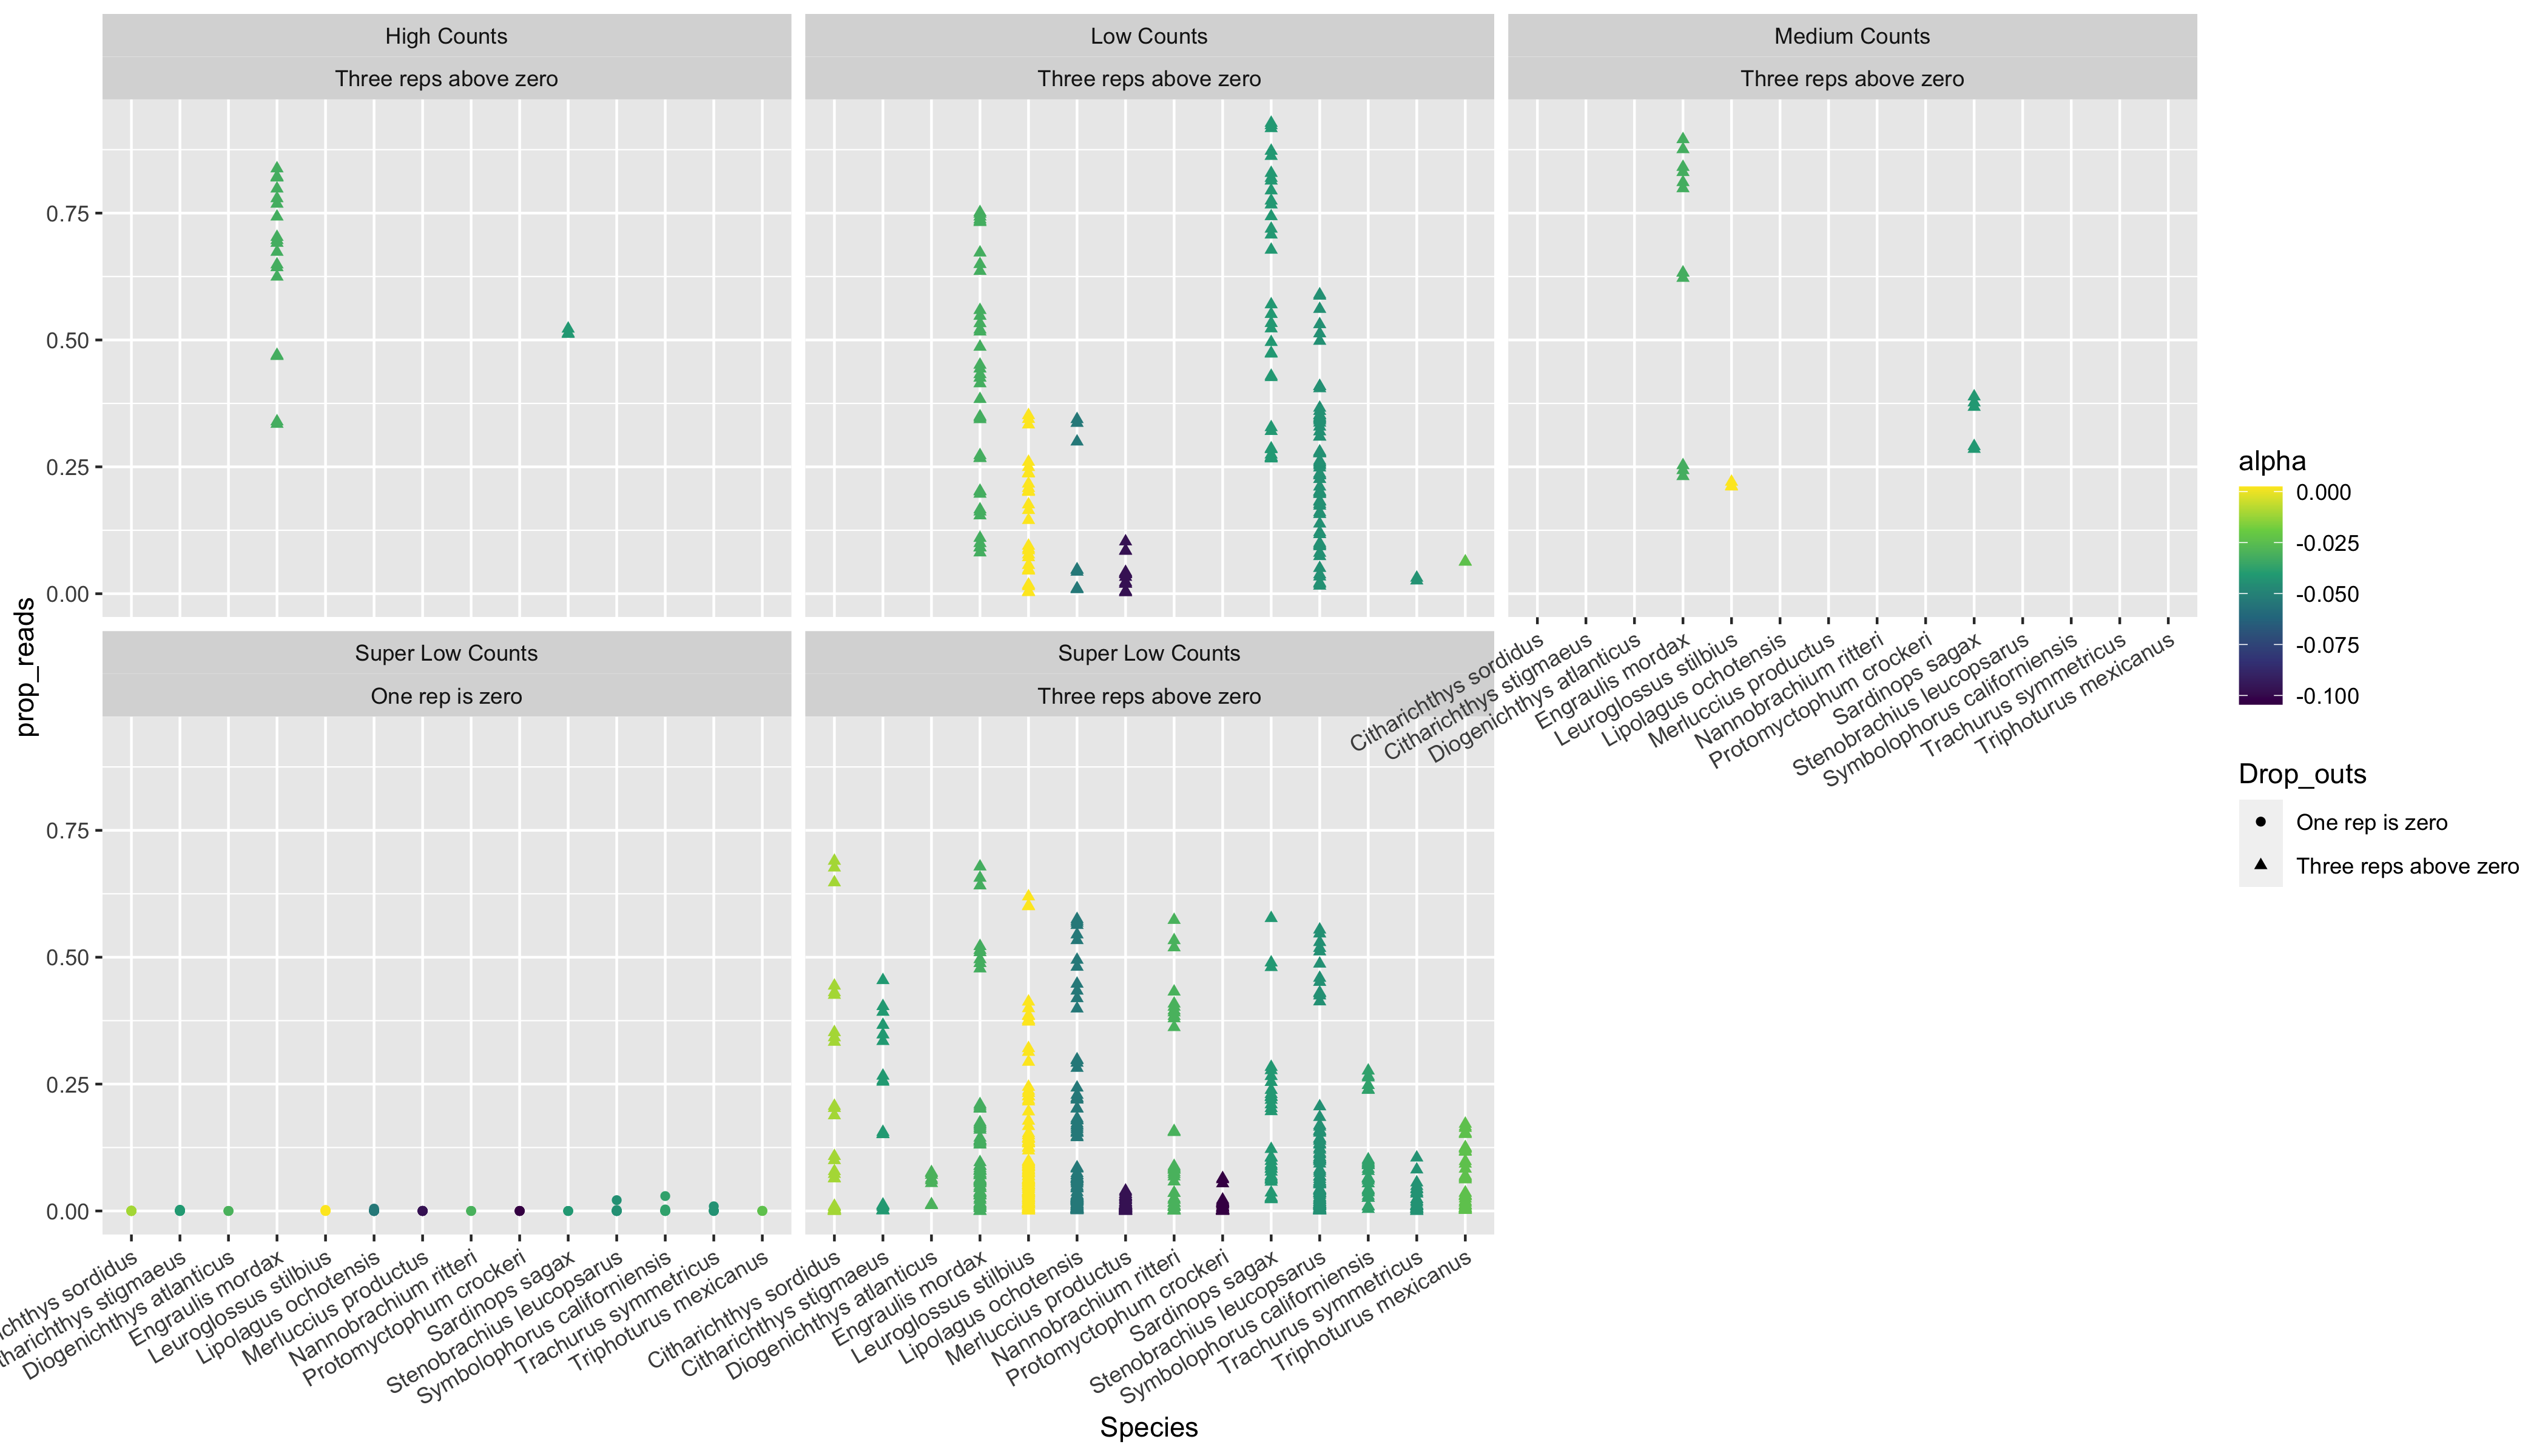 High Counts
Three reps above zero
Low Counts
Three reps above zero
Medium Counts
Three reps above zero
0.75
0.50
0.25
0.00
prop_reads
Super Low Counts
One rep is zero
Super Low Counts
Three reps above zero
Citharichthys sordidus
Citharichthys stigmaeus
Diogenichthys atlanticus
Engraulis mordax
Leuroglossus stilbius
Lipolagus ochotensis
Merluccius productus
Nannobrachium ritteri
Protomyctophum crockeri
Sardinops sagax
Stenobrachius leucopsarus
Symbolophorus californiensis
Trachurus symmetricus
Triphoturus mexicanus
0.75
0.50
0.25
0.00
chthys sordidus
tharichthys stigmaeus
Diogenichthys atlanticus
Engraulis mordax
Leuroglossus stilbius
Lipolagus ochotensis
Merluccius productus
Nannobrachium ritteri
Protomyctophum crockeri
Sardinops sagax
Stenobrachius leucopsarus
Symbolophorus californiensis
Trachurus symmetricus
Triphoturus mexicanus
Citharichthys sordidus
Citharichthys stigmaeus
Diogenichthys atlanticus
Engraulis mordax
Leuroglossus stilbius
Lipolagus ochotensis
Merluccius productus
Nannobrachium ritteri
Protomyctophum crockeri
Sardinops sagax
Stenobrachius leucopsarus
Symbolophorus californiensis
Trachurus symmetricus
Triphoturus mexicanus
Species
alpha
0.000
-0.025
-0.050
-0.075
-0.100
Drop_outs
One rep is zero
Three reps above zero